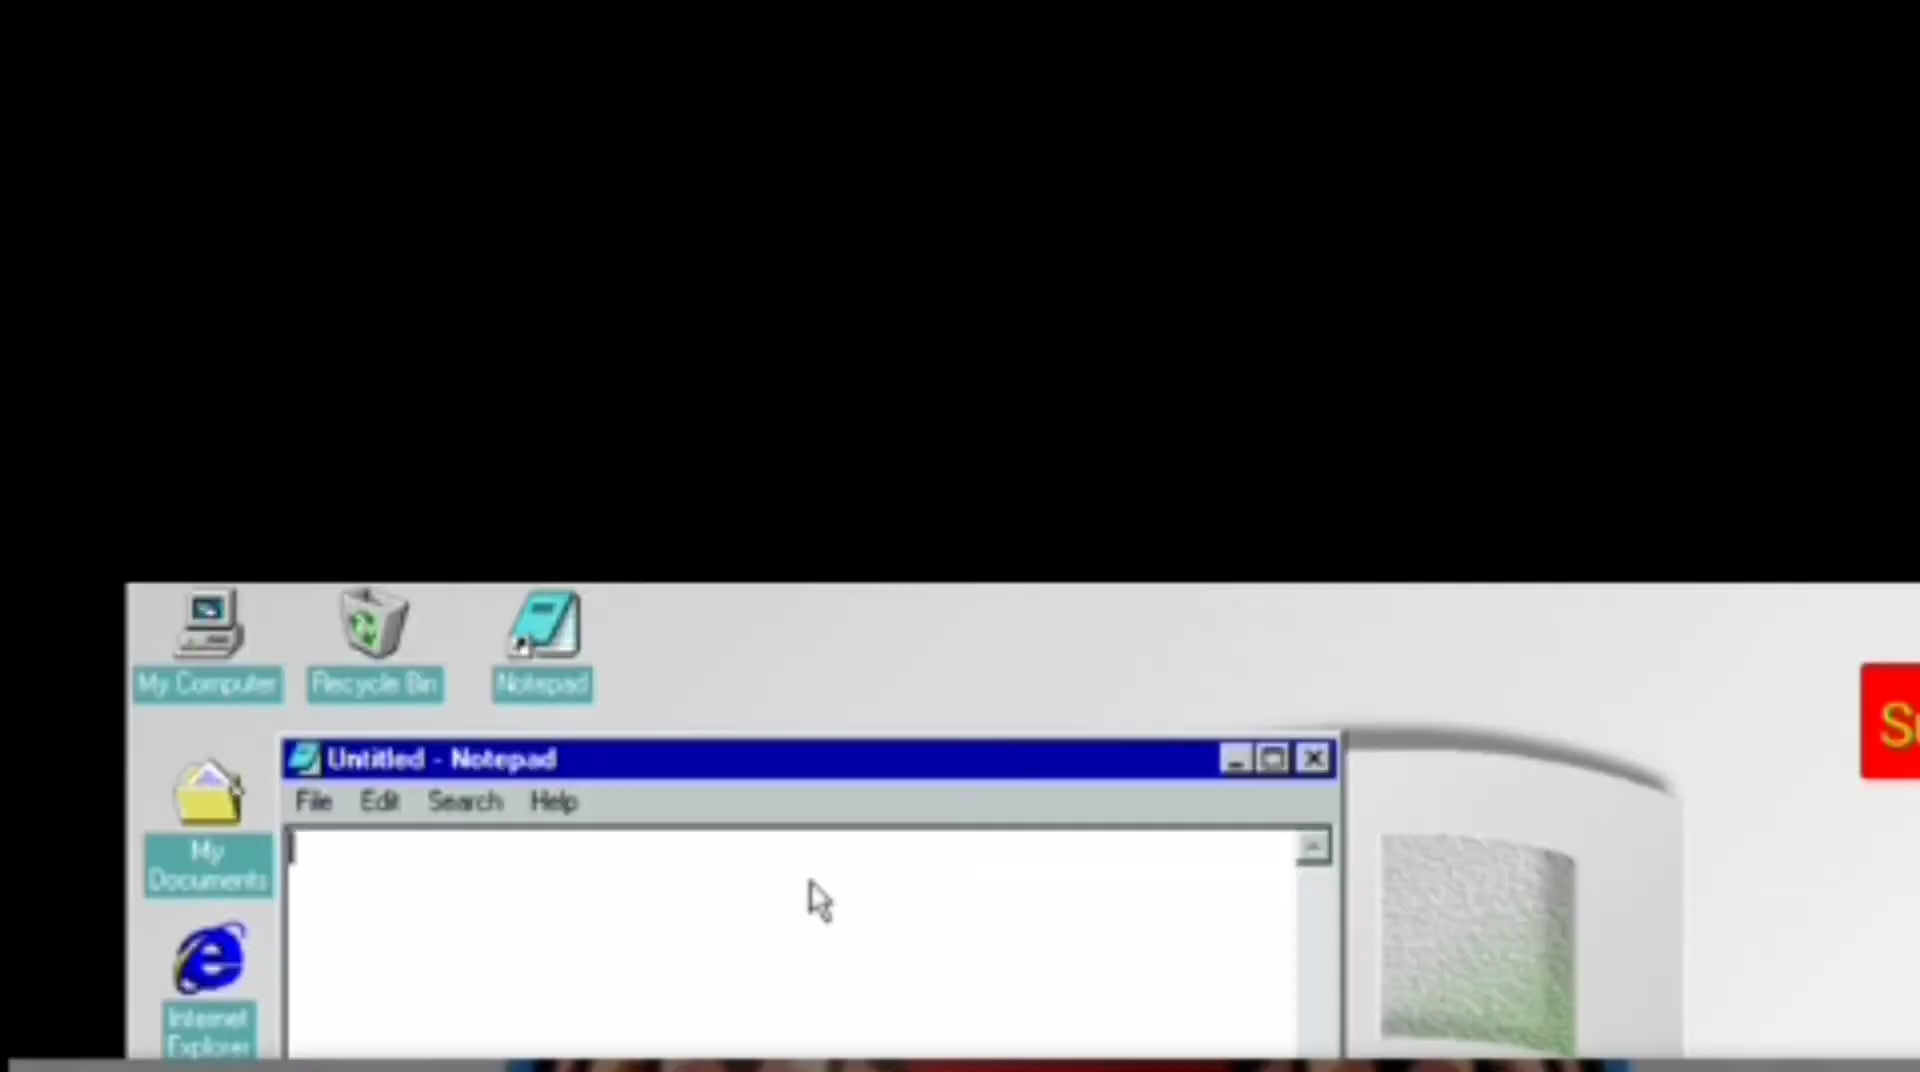 My Computer
Recycle Bin
Notepad
Untitled - Notepad
File Edit Search Help
My
Documents
Internet
Explorer